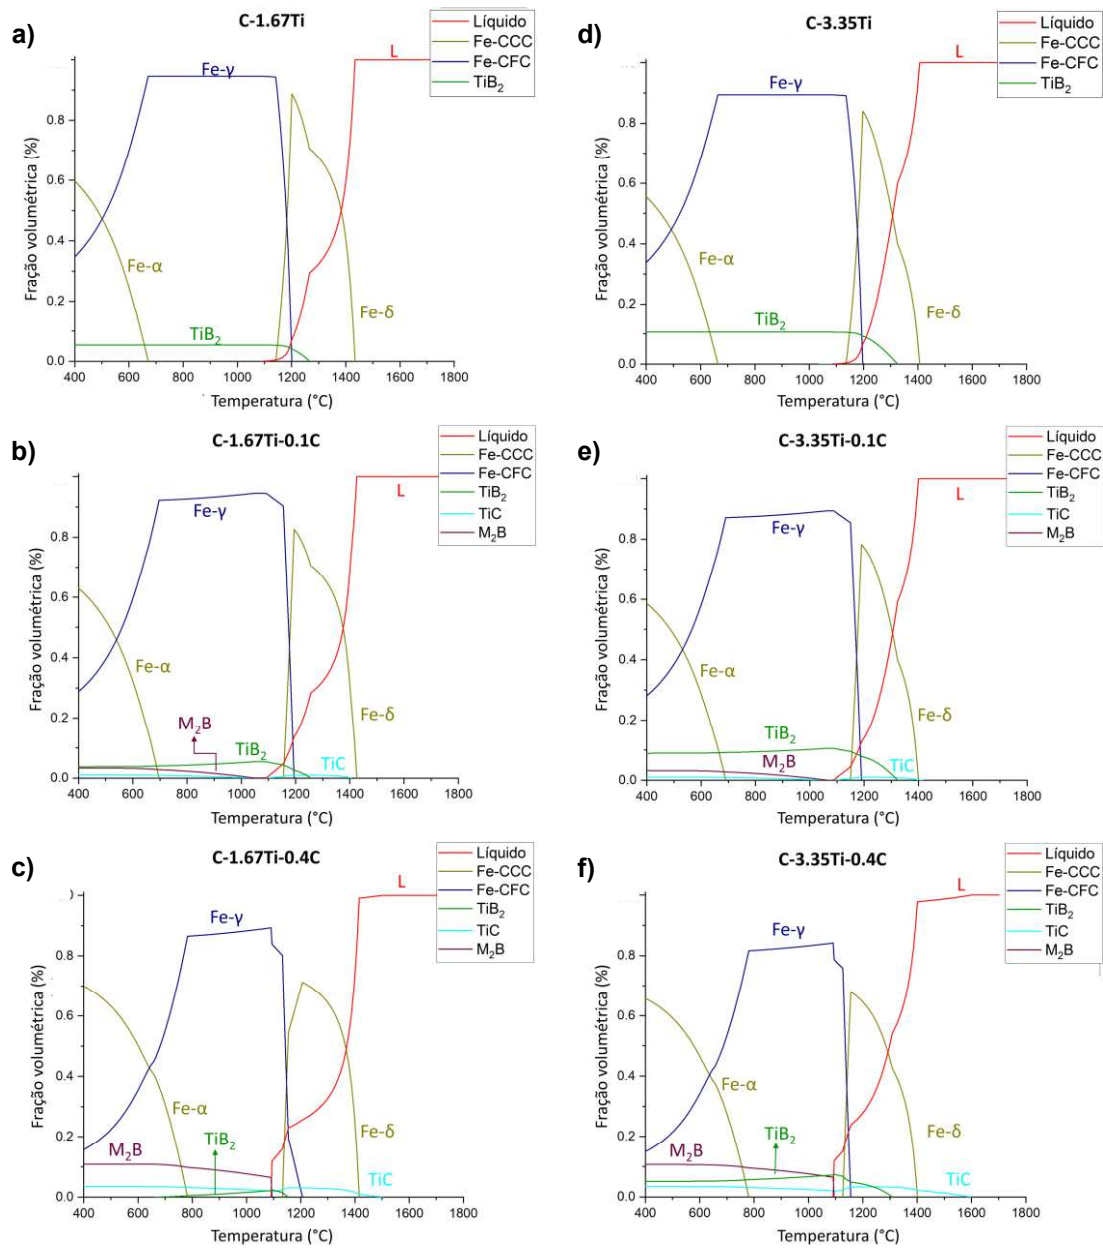 a)
C-1.67Ti
Líquido
Fe-CCC
Fe-CFC
TiB₂
L
Fe-γ
Fe-α
Fe-δ
TiB₂
Fração volumétrica (%)
0.8
0.6
0.4
0.2
0.0
400 600 800 1000 1200 1400 1600 1800
Temperatura (°C)
d)
C-3.35Ti
Líquido
Fe-CCC
Fe-CFC
TiB₂
L
Fe-γ
Fe-α
Fe-δ
TiB₂
Fração volumétrica (%)
0.8
0.6
0.4
0.2
0.0
400 600 800 1000 1200 1400 1600 1800
Temperatura (°C)
b)
C-1.67Ti-0.1C
Líquido
Fe-CCC
Fe-CFC
TiB₂
TiC
M₂B
L
Fe-γ
Fe-α
Fe-δ
M₂B
TiB₂
TiC
Fração volumétrica (%)
0.8
0.6
0.4
0.2
0.0
400 600 800 1000 1200 1400 1600 1800
Temperatura (°C)
e)
C-3.35Ti-0.1C
Líquido
Fe-CCC
Fe-CFC
TiB₂
TiC
M₂B
L
Fe-γ
Fe-α
Fe-δ
TiB₂
M₂B
TiC
Fração volumétrica (%)
0.8
0.6
0.4
0.2
0.0
400 600 800 1000 1200 1400 1600 1800
Temperatura (°C)
c)
C-1.67Ti-0.4C
Líquido
Fe-CCC
Fe-CFC
TiB₂
TiC
M₂B
L
Fe-γ
Fe-α
Fe-δ
TiB₂
M₂B
TiC
Fração volumétrica (%)
0.8
0.6
0.4
0.2
0.0
400 600 800 1000 1200 1400 1600 1800
Temperatura (°C)
f)
C-3.35Ti-0.4C
Líquido
Fe-CCC
Fe-CFC
TiB₂
TiC
M₂B
L
Fe-γ
Fe-α
Fe-δ
TiB₂
M₂B
TiC
Fração volumétrica (%)
0.8
0.6
0.4
0.2
0.0
400 600 800 1000 1200 1400 1600 1800
Temperatura (°C)